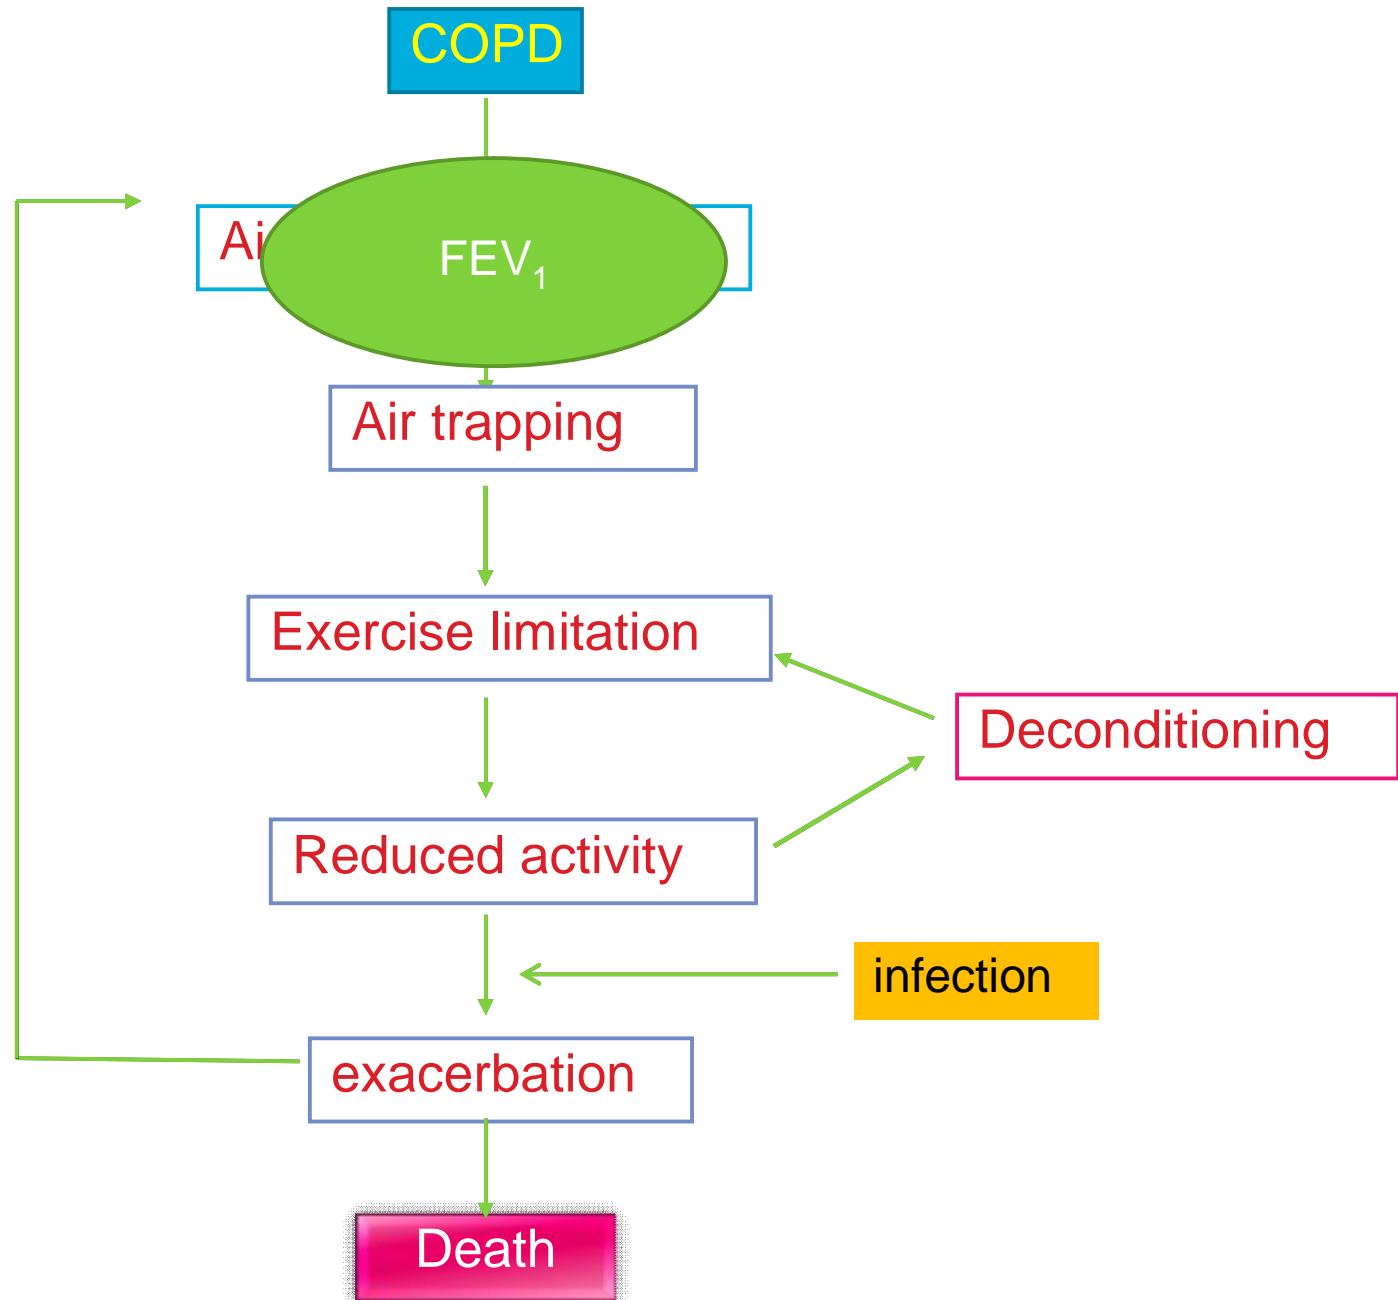 COPD
Ai
FEV₁
Air trapping
Exercise limitation
Deconditioning
Reduced activity
infection
exacerbation
Death